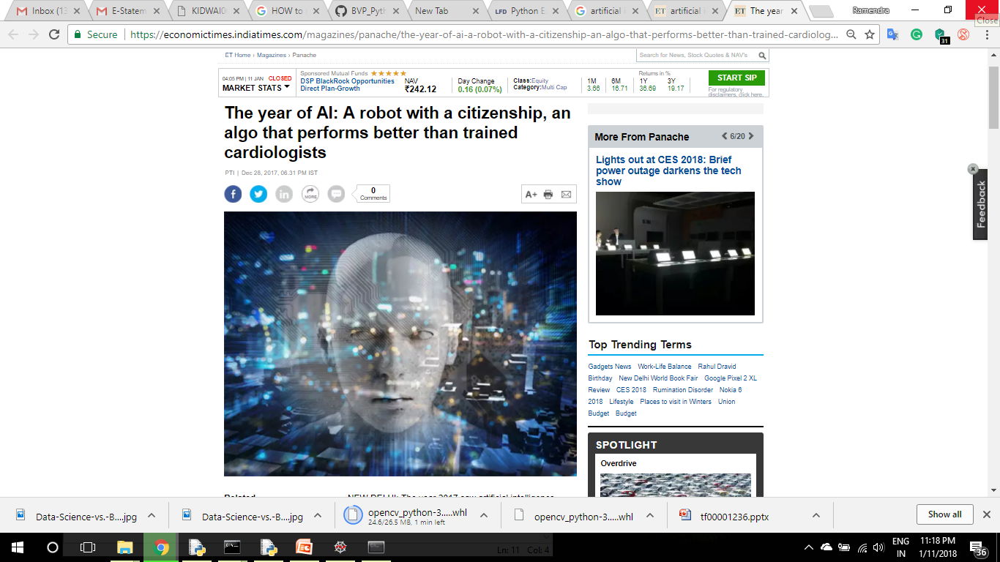 Inbox (13
E-Statem
KIDWAI
HOW to
BVP_Pyth
New Tab
LFD Python E
artificial
ET artificial
ET The year
Ramendra
Close
Secure
https://economictimes.indiatimes.com/magazines/panache/the-year-of-ai-a-robot-with-a-citizenship-an-algo-that-performs-better-than-trained-cardiolog...
31
ET Home › Magazines › Panache
Search for News, Stock Quotes & NAV's
04:05 PM | 11 JAN CLOSED
MARKET STATS
Sponsored Mutual Funds
DSP BlackRock Opportunities
Direct Plan-Growth
NAV
₹242.12
Day Change
0.16 (0.07%)
Class:Equity
Category:Multi Cap
Returns in %
1M 6M 1Y 3Y
3.66 16.71 36.69 19.17
START SIP
For regulatory
disclaimers, click here.
The year of AI: A robot with a citizenship, an
algo that performs better than trained
cardiologists
PTI | Dec 28, 2017, 06.31 PM IST
MORE
0
Comments
A+
More From Panache
6/20
Lights out at CES 2018: Brief
power outage darkens the tech
show
Feedback
Top Trending Terms
Gadgets News Work-Life Balance Rahul Dravid
Birthday New Delhi World Book Fair Google Pixel 2 XL
Review CES 2018 Rumination Disorder Nokia 6
2018 Lifestyle Places to visit in Winters Union
Budget Budget
SPOTLIGHT
Overdrive
Related
NEW DELHI: The year 2017 saw artificial intelligence
Data-Science-vs.-B....jpg
Data-Science-vs.-B....jpg
opencv_python-3.....whl
24.6/26.5 MB, 1 min left
opencv_python-3.....whl
tf00001236.pptx
Show all
Ln: 11 Col: 4
ENG
IN
11:18 PM
1/11/2018
36